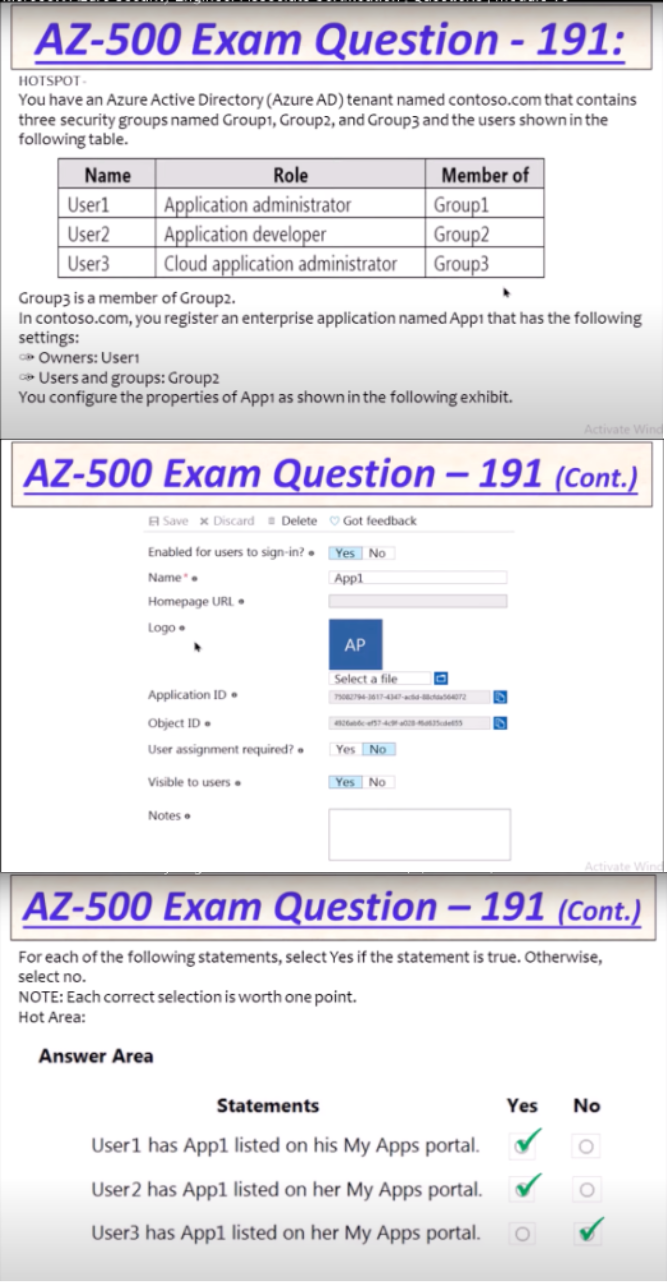 AZ-500 Exam Question - 191:
HOTSPOT -
You have an Azure Active Directory (Azure AD) tenant named contoso.com that contains
three security groups named Group1, Group2, and Group3 and the users shown in the
following table.
Name Role Member of
User1 Application administrator Group1
User2 Application developer Group2
User3 Cloud application administrator Group3
Group3 is a member of Group2.
In contoso.com, you register an enterprise application named App1 that has the following
settings:
Owners: User1
Users and groups: Group2
You configure the properties of App1 as shown in the following exhibit.
Activate Wind
AZ-500 Exam Question – 191 (Cont.)
Save Discard Delete Got feedback
Enabled for users to sign-in? Yes No
Name * App1
Homepage URL
Logo AP
Select a file
Application ID
Object ID
User assignment required? Yes No
Visible to users Yes No
Notes
Activate Wind
AZ-500 Exam Question – 191 (Cont.)
For each of the following statements, select Yes if the statement is true. Otherwise,
select no.
NOTE: Each correct selection is worth one point.
Hot Area:
Answer Area
Statements Yes No
User1 has App1 listed on his My Apps portal.
User2 has App1 listed on her My Apps portal.
User3 has App1 listed on her My Apps portal.